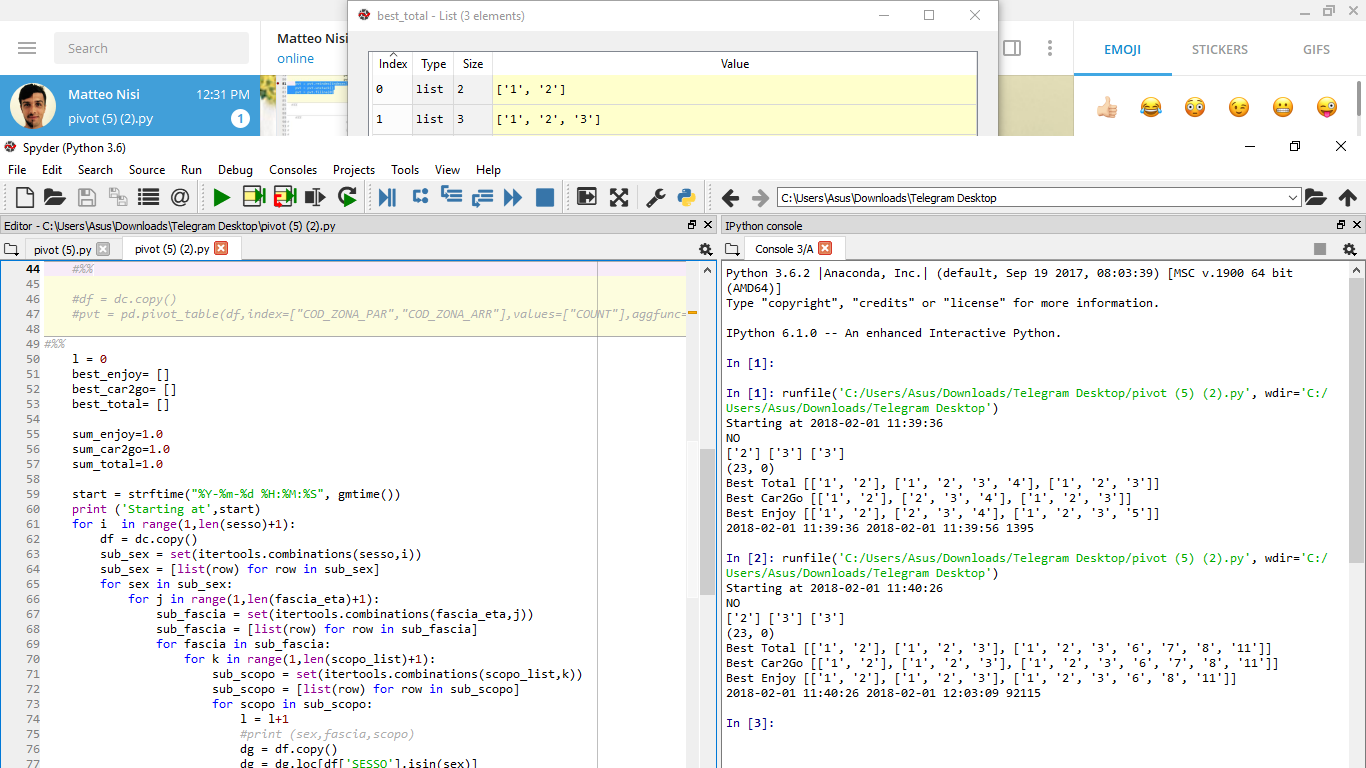 best_total - List (3 elements)
Search
Matteo Nisi
online
EMOJI STICKERS GIFS
Matteo Nisi 12:31 PM
pivot (5) (2).py 1
Index Type Size Value
0 list 2 ['1', '2']
1 list 3 ['1', '2', '3']
Spyder (Python 3.6)
File Edit Search Source Run Debug Consoles Projects Tools View Help
C:\Users\Asus\Downloads\Telegram Desktop
Editor - C:\Users\Asus\Downloads\Telegram Desktop\pivot (5) (2).py
pivot (5).py pivot (5) (2).py
44 #%%
45
46 #df = dc.copy()
47 #pvt = pd.pivot_table(df,index=["COD_ZONA_PAR","COD_ZONA_ARR"],values=["COUNT"],aggfunc=
48
49 #%%
50 l = 0
51 best_enjoy= []
52 best_car2go= []
53 best_total= []
54
55 sum_enjoy=1.0
56 sum_car2go=1.0
57 sum_total=1.0
58
59 start = strftime("%Y-%m-%d %H:%M:%S", gmtime())
60 print ('Starting at',start)
61 for i  in range(1,len(sesso)+1):
62 df = dc.copy()
63 sub_sex = set(itertools.combinations(sesso,i))
64 sub_sex = [list(row) for row in sub_sex]
65 for sex in sub_sex:
66 for j in range(1,len(fascia_eta)+1):
67 sub_fascia = set(itertools.combinations(fascia_eta,j))
68 sub_fascia = [list(row) for row in sub_fascia]
69 for fascia in sub_fascia:
70 for k in range(1,len(scopo_list)+1):
71 sub_scopo = set(itertools.combinations(scopo_list,k))
72 sub_scopo = [list(row) for row in sub_scopo]
73 for scopo in sub_scopo:
74 l = l+1
75 #print (sex,fascia,scopo)
76 dg = df.copy()
77 dg = dg.loc[df['SESSO'].isin(sex)]
IPython console
Console 3/A
Python 3.6.2 |Anaconda, Inc.| (default, Sep 19 2017, 08:03:39) [MSC v.1900 64 bit
(AMD64)]
Type "copyright", "credits" or "license" for more information.
IPython 6.1.0 -- An enhanced Interactive Python.
In [1]:
In [1]: runfile('C:/Users/Asus/Downloads/Telegram Desktop/pivot (5) (2).py', wdir='C:/
Users/Asus/Downloads/Telegram Desktop')
Starting at 2018-02-01 11:39:36
NO
['2'] ['3'] ['3']
(23, 0)
Best Total [['1', '2'], ['1', '2', '3', '4'], ['1', '2', '3']]
Best Car2Go [['1', '2'], ['2', '3', '4'], ['1', '2', '3']]
Best Enjoy [['1', '2'], ['2', '3', '4'], ['1', '2', '3', '5']]
2018-02-01 11:39:36 2018-02-01 11:39:56 1395
In [2]: runfile('C:/Users/Asus/Downloads/Telegram Desktop/pivot (5) (2).py', wdir='C:/
Users/Asus/Downloads/Telegram Desktop')
Starting at 2018-02-01 11:40:26
NO
['2'] ['3'] ['3']
(23, 0)
Best Total [['1', '2'], ['1', '2', '3'], ['1', '2', '3', '6', '7', '8', '11']]
Best Car2Go [['1', '2'], ['1', '2', '3'], ['1', '2', '3', '6', '7', '8', '11']]
Best Enjoy [['1', '2'], ['1', '2', '3'], ['1', '2', '3', '6', '8', '11']]
2018-02-01 11:40:26 2018-02-01 12:03:09 92115
In [3]: